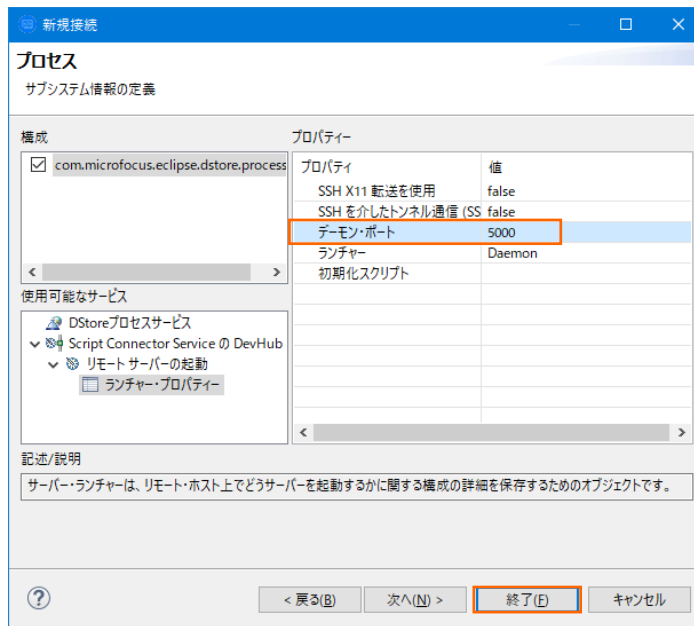 新規接続
プロセス
サブシステム情報の定義
構成
com.microfocus.eclipse.dstore.process
使用可能なサービス
DStoreプロセスサービス
Script Connector Service の DevHub
リモート サーバーの起動
ランチャー・プロパティー
プロパティー
プロパティ 値
SSH X11 転送を使用 false
SSH を介したトンネル通信 (SS false
デーモン・ポート 5000
ランチャー Daemon
初期化スクリプト
記述/説明
サーバー・ランチャーは、リモート・ホスト上でどうサーバーを起動するかに関する構成の詳細を保存するためのオブジェクトです。
?
< 戻る(B) 次へ(N) > 終了(F) キャンセル